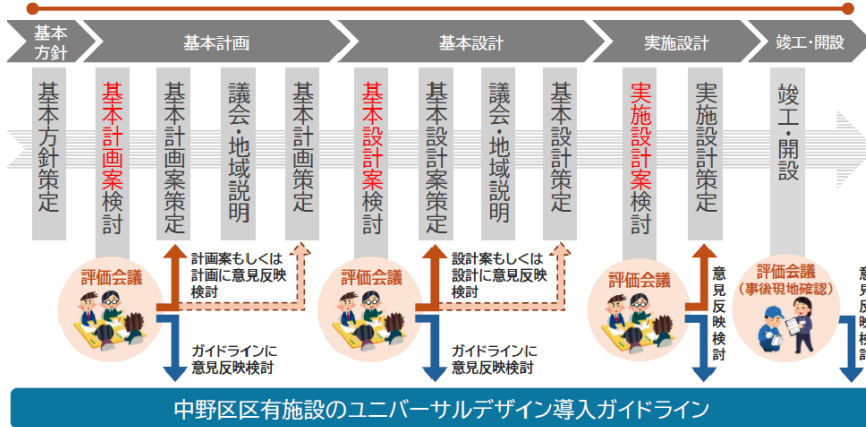 基本
方針
基本計画
基本設計
実施設計
竣工・開設
基本方針策定
基本計画案検討
基本計画案策定
議会・地域説明
基本計画策定
基本設計案検討
基本設計案策定
議会・地域説明
基本設計策定
実施設計案検討
実施設計策定
竣工・開設
評価会議
計画案もしくは
計画に意見反映
検討
ガイドラインに
意見反映検討
評価会議
設計案もしくは
設計に意見反映
検討
ガイドラインに
意見反映検討
評価会議
意見反映検討
評価会議
（事後現地確認）
意見反映検討
中野区区有施設のユニバーサルデザイン導入ガイドライン